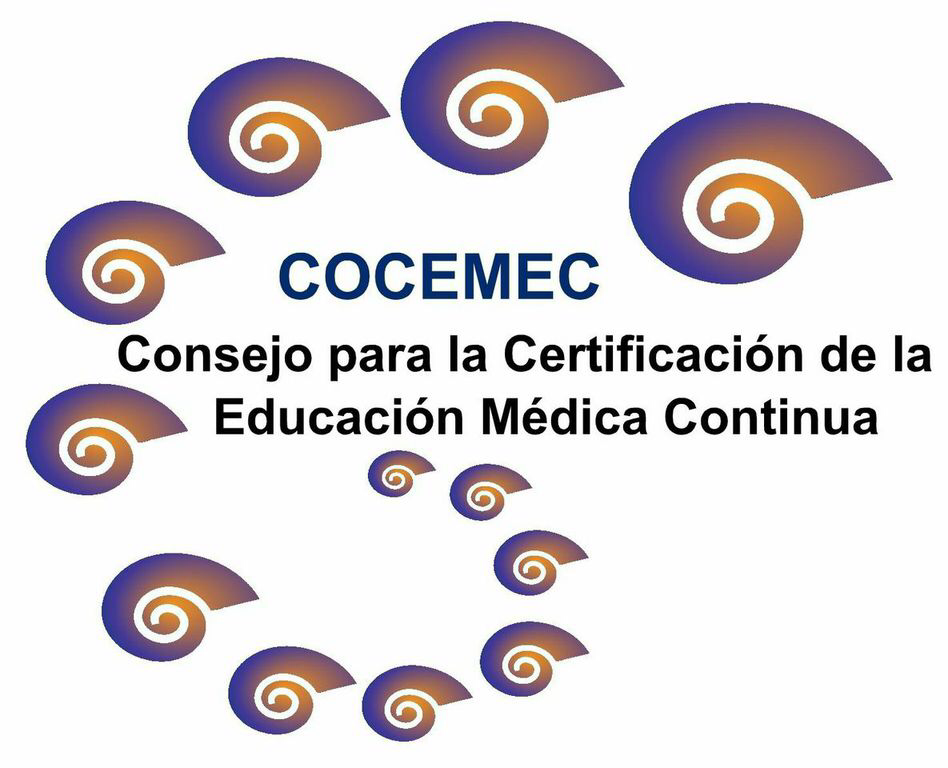 COCEMEC
Consejo para la Certificación de la
Educación Médica Continua